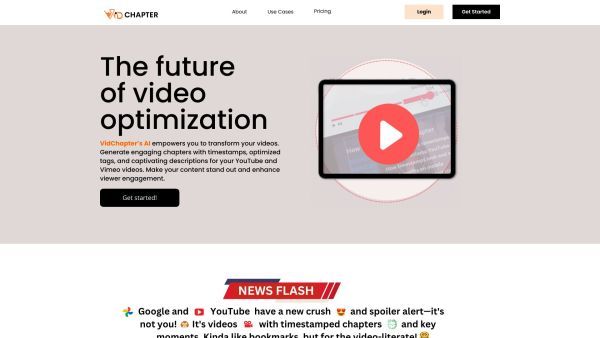 VID CHAPTER
About
Use Cases
Pricing
Login
Get Started
The future
of video
optimization
VidChapter's AI empowers you to transform your videos.
Generate engaging chapters with timestamps, optimized
tags, and captivating descriptions for your YouTube and
Vimeo videos. Make your content stand out and enhance
viewer engagement.
Get started!
NEWS FLASH
Google and YouTube have a new crush and spoiler alert—it's
not you! It's videos with timestamped chapters and key
moments. Kinda like bookmarks, but for the video-literate!